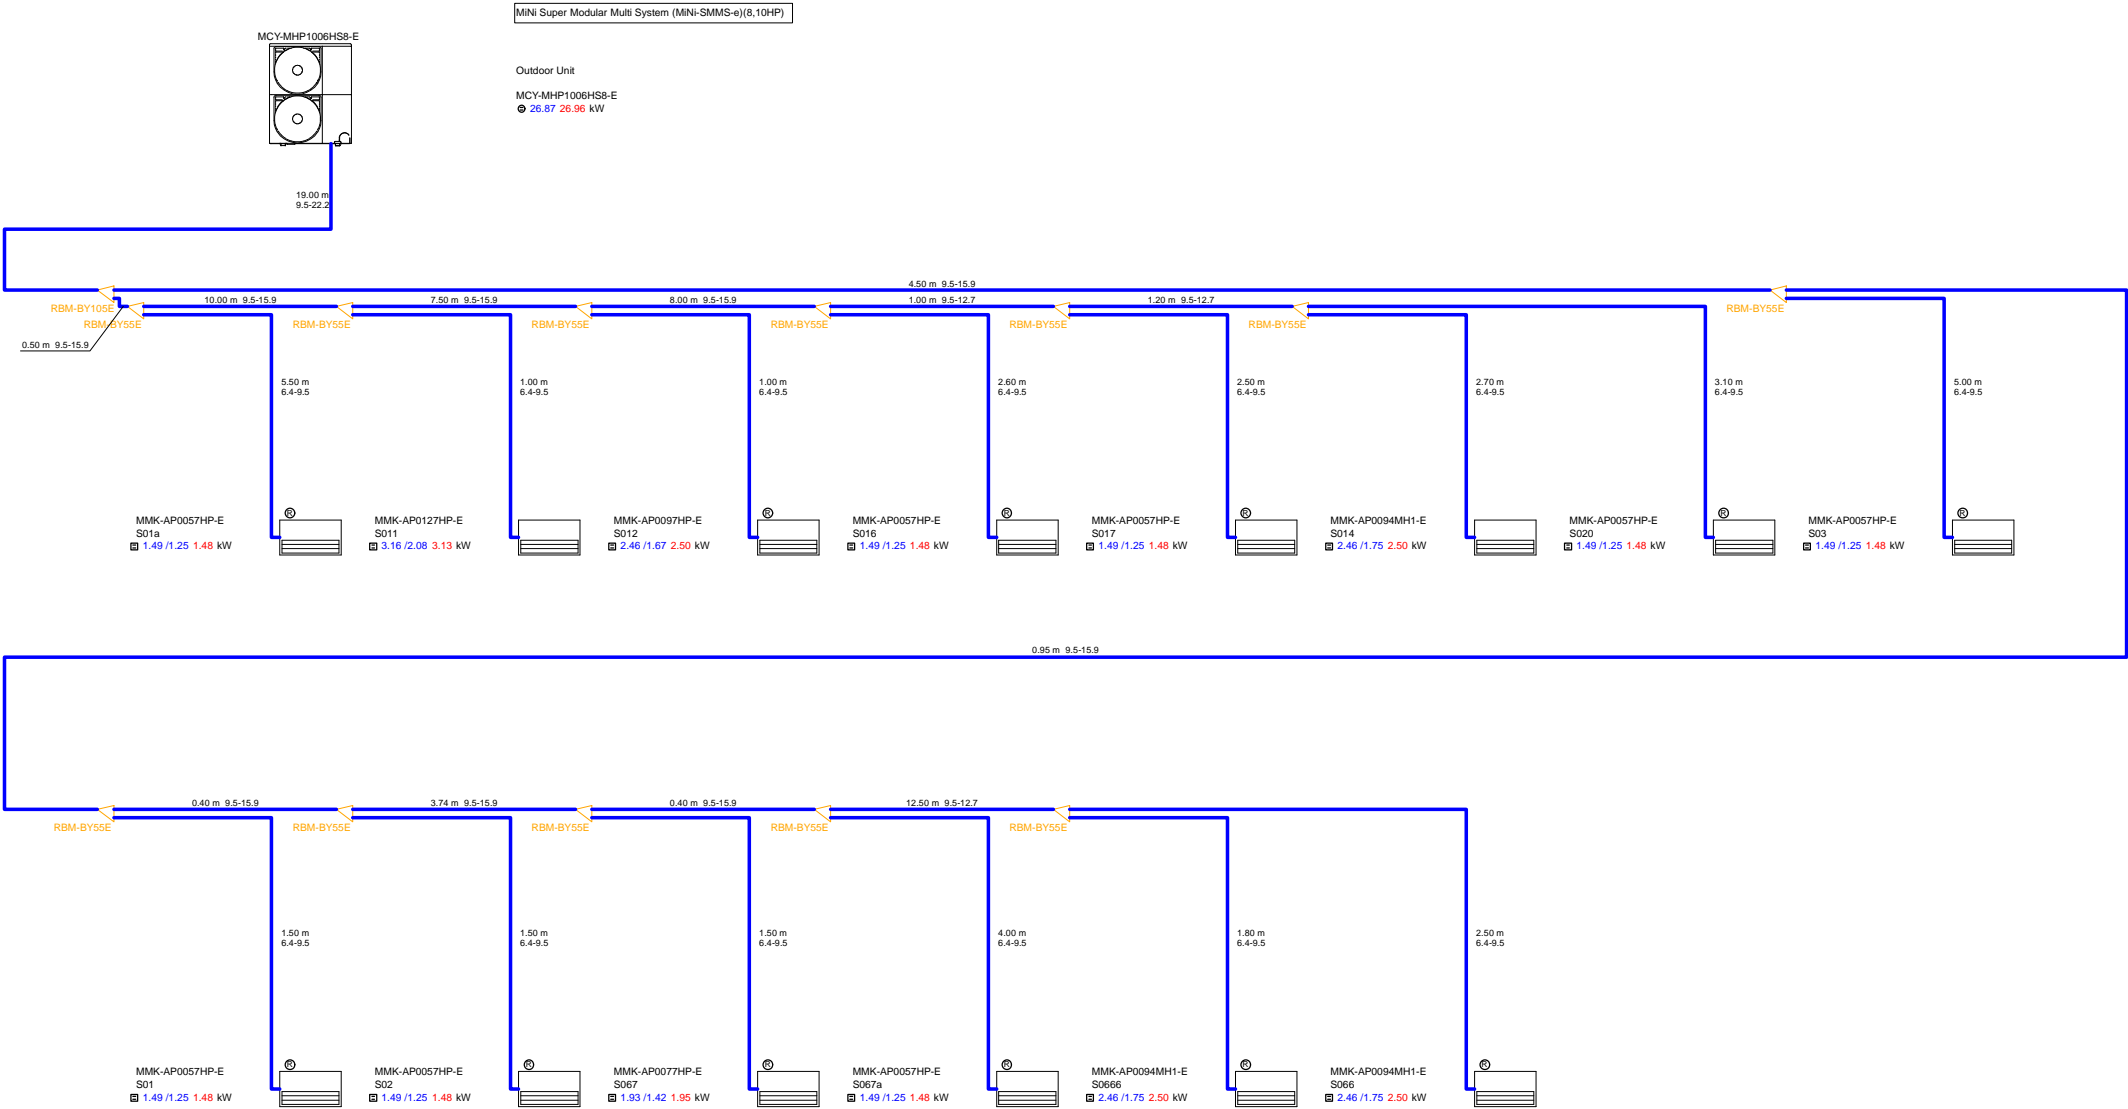 MiNi Super Modular Multi System (MiNi-SMMS-e)(8,10HP)
MCY-MHP1006HS8-E
Outdoor Unit
MCY-MHP1006HS8-E
26.87 26.96 kW
19.00 m
9.5-22.2
4.50 m 9.5-15.9
RBM-BY105E
10.00 m 9.5-15.9
7.50 m 9.5-15.9
8.00 m 9.5-15.9
1.00 m 9.5-12.7
1.20 m 9.5-12.7
RBM-BY55E
RBM-BY55E
RBM-BY55E
RBM-BY55E
RBM-BY55E
RBM-BY55E
RBM-BY55E
0.50 m 9.5-15.9
5.50 m
6.4-9.5
1.00 m
6.4-9.5
1.00 m
6.4-9.5
2.60 m
6.4-9.5
2.50 m
6.4-9.5
2.70 m
6.4-9.5
3.10 m
6.4-9.5
5.00 m
6.4-9.5
MMK-AP0057HP-E
S01a
1.49 /1.25 1.48 kW
R
MMK-AP0127HP-E
S011
3.16 /2.08 3.13 kW
MMK-AP0097HP-E
S012
2.46 /1.67 2.50 kW
R
MMK-AP0057HP-E
S016
1.49 /1.25 1.48 kW
R
MMK-AP0057HP-E
S017
1.49 /1.25 1.48 kW
R
MMK-AP0094MH1-E
S014
2.46 /1.75 2.50 kW
MMK-AP0057HP-E
S020
1.49 /1.25 1.48 kW
R
MMK-AP0057HP-E
S03
1.49 /1.25 1.48 kW
R
0.95 m 9.5-15.9
0.40 m 9.5-15.9
3.74 m 9.5-15.9
0.40 m 9.5-15.9
12.50 m 9.5-12.7
RBM-BY55E
RBM-BY55E
RBM-BY55E
RBM-BY55E
RBM-BY55E
1.50 m
6.4-9.5
1.50 m
6.4-9.5
1.50 m
6.4-9.5
4.00 m
6.4-9.5
1.80 m
6.4-9.5
2.50 m
6.4-9.5
MMK-AP0057HP-E
S01
1.49 /1.25 1.48 kW
R
MMK-AP0057HP-E
S02
1.49 /1.25 1.48 kW
R
MMK-AP0077HP-E
S067
1.93 /1.42 1.95 kW
R
MMK-AP0057HP-E
S067a
1.49 /1.25 1.48 kW
R
MMK-AP0094MH1-E
S0666
2.46 /1.75 2.50 kW
R
MMK-AP0094MH1-E
S066
2.46 /1.75 2.50 kW
R